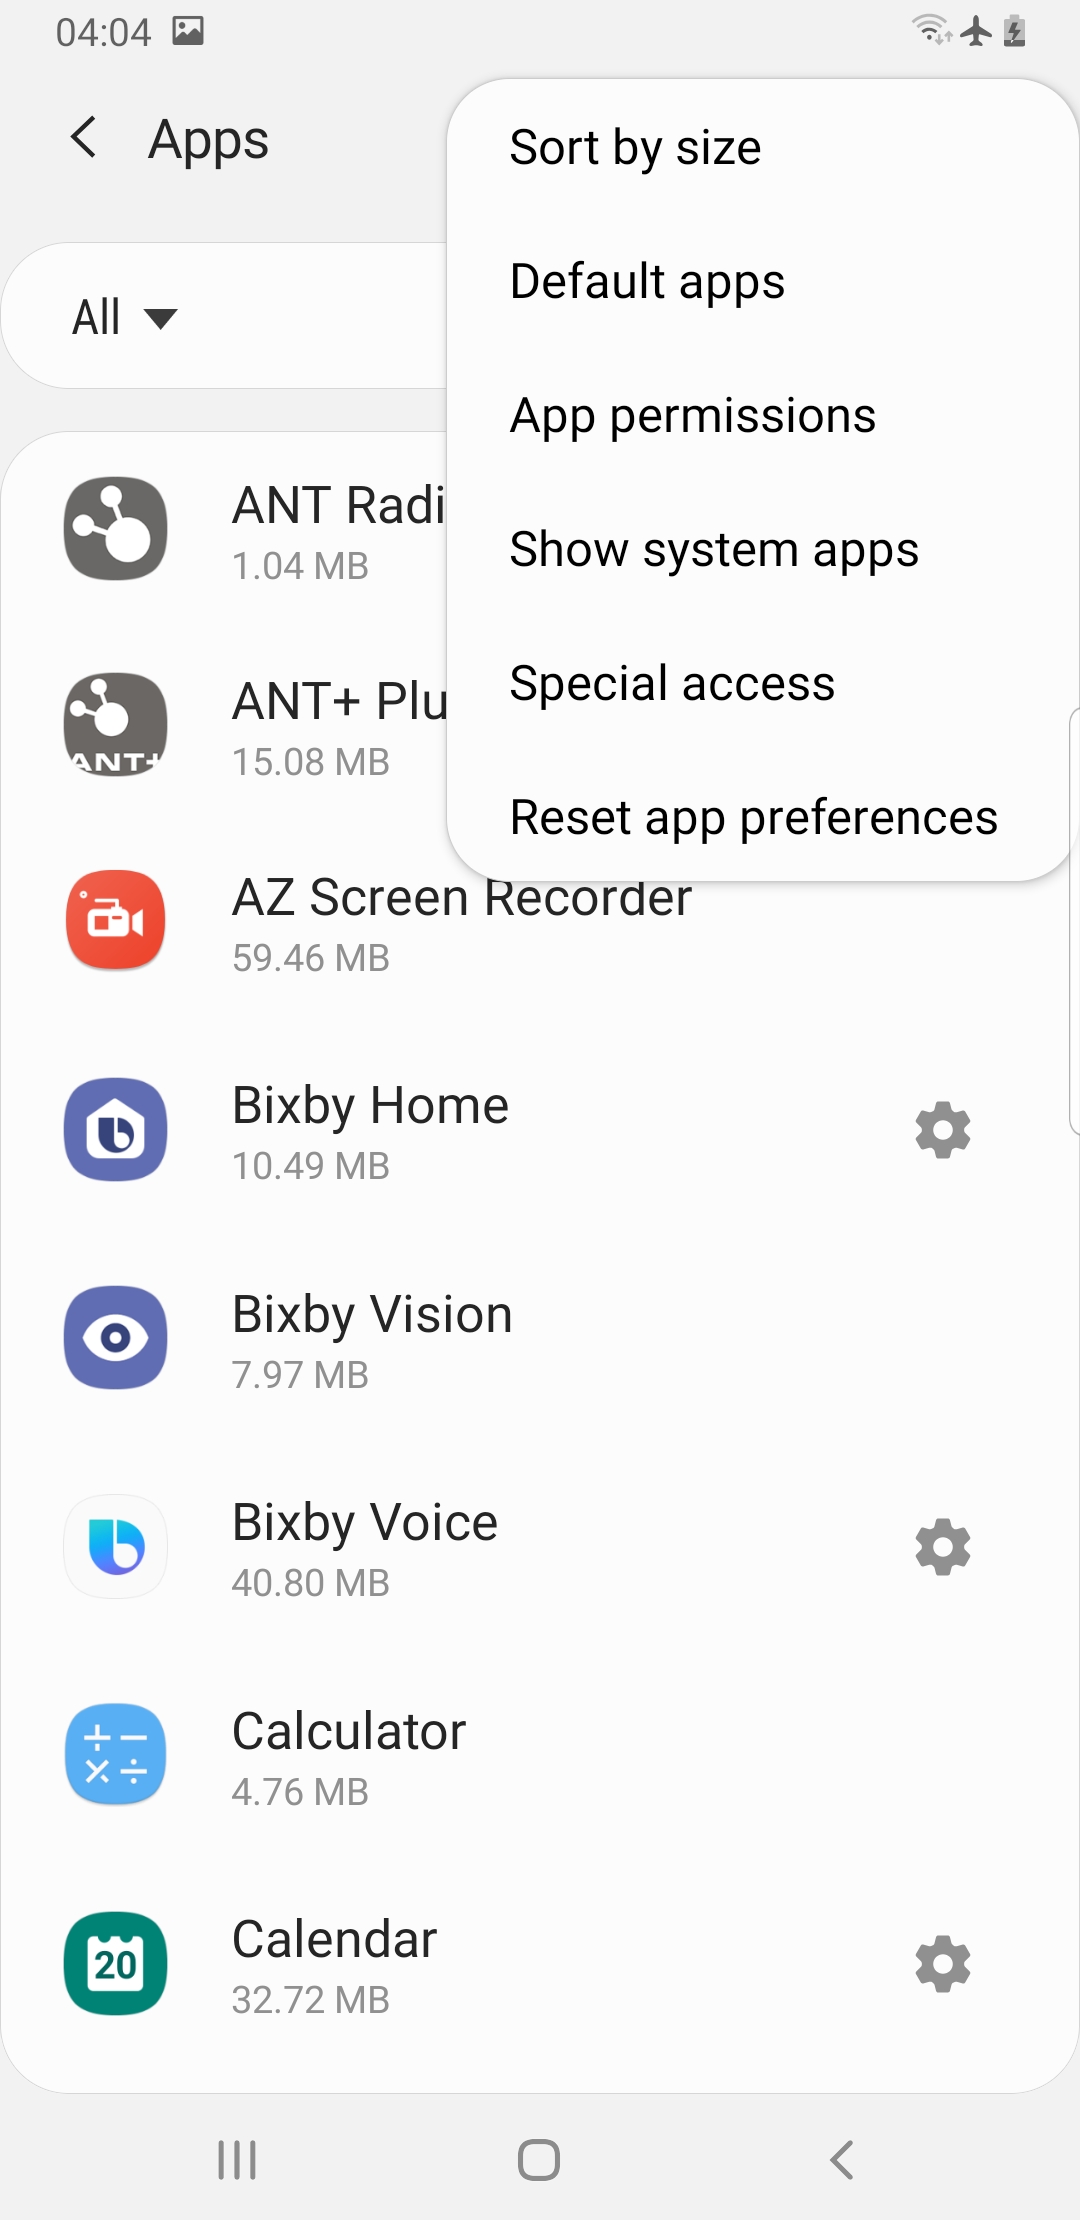 04:04
Apps
Sort by size
Default apps
App permissions
Show system apps
Special access
Reset app preferences
All
ANT Radi
1.04 MB
ANT+ Plu
15.08 MB
ANT+
AZ Screen Recorder
59.46 MB
Bixby Home
10.49 MB
Bixby Vision
7.97 MB
Bixby Voice
40.80 MB
Calculator
4.76 MB
Calendar
32.72 MB
20